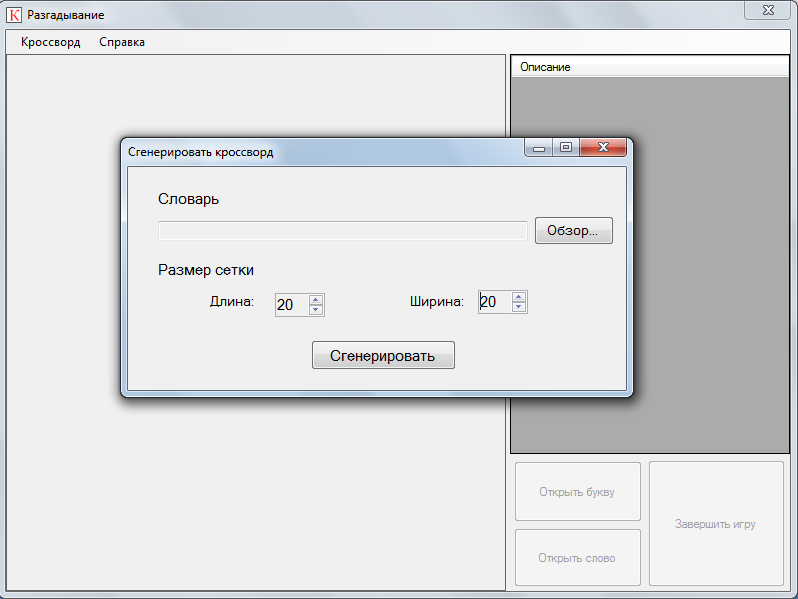 K Разгадывание
Кроссворд Справка
Описание
Сгенерировать кроссворд
Словарь
Обзор...
Размер сетки
Длина: 20 Ширина: 20
Сгенерировать
Открыть букву
Завершить игру
Открыть слово